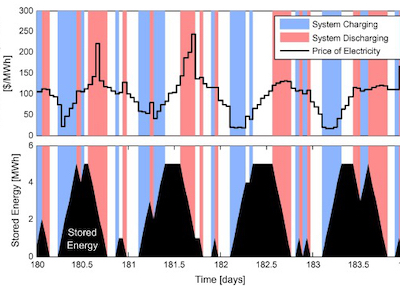 300
250
200
150
100
50
0
[$/MWh]
System Charging
System Discharging
Price of Electricity
6
4
2
0
Stored Energy [MWh]
Stored
Energy
180 180.5 181 181.5 182 182.5 183 183.5
Time [days]